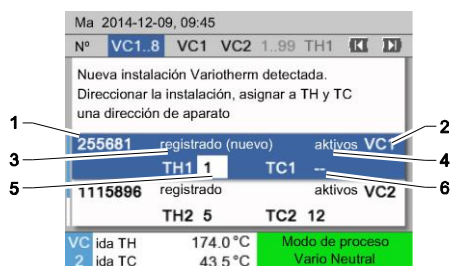 Ma 2014-12-09, 09:45
Nº VC1..8 VC1 VC2 1..99 TH1
Nueva instalación Variotherm detectada.
Direccionar la instalación, asignar a TH y TC
una dirección de aparato
1
2
255681 registrado (nuevo) aktivos VC1
3
4
TH1 1 TC1 --
5
6
1115896 registrado aktivos VC2
TH2 5 TC2 12
VC ida TH 174.0 °C Modo de proceso
2 ida TC 43.5 °C Vario Neutral